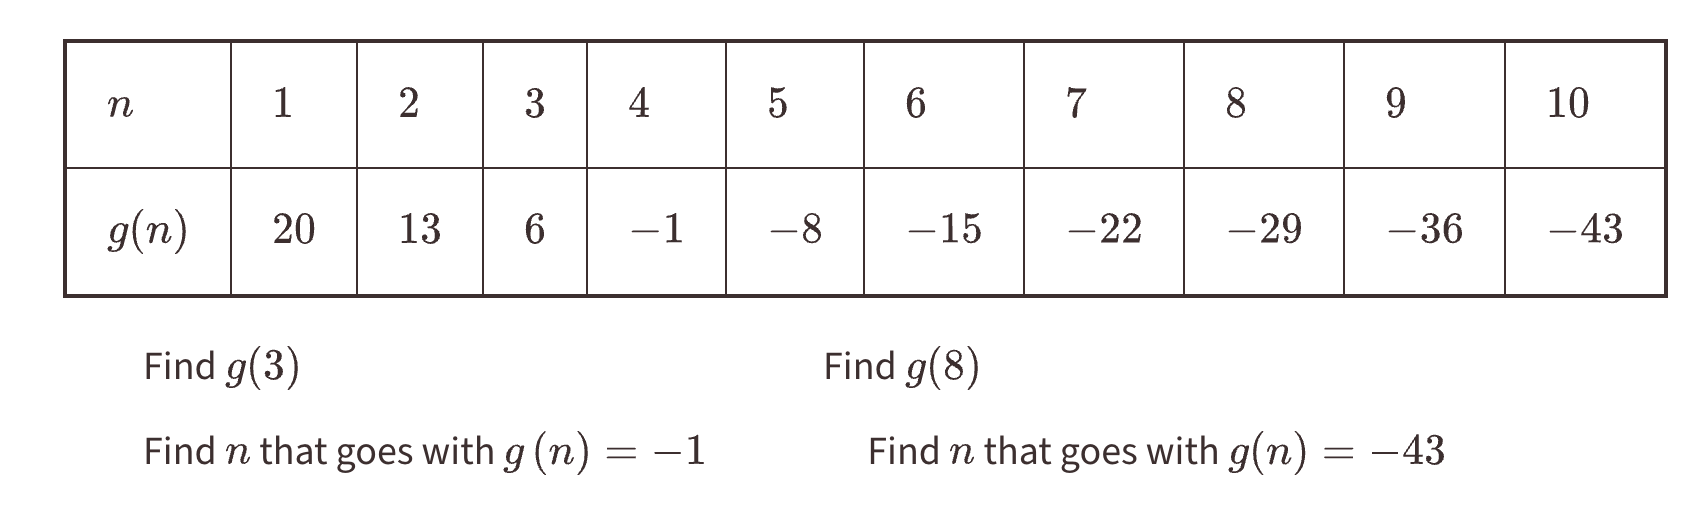 n 1 2 3 4 5 6 7 8 9 10
g(n) 20 13 6 −1 −8 −15 −22 −29 −36 −43
Find g(3) Find g(8)
Find n that goes with g (n) = −1 Find n that goes with g(n) = −43